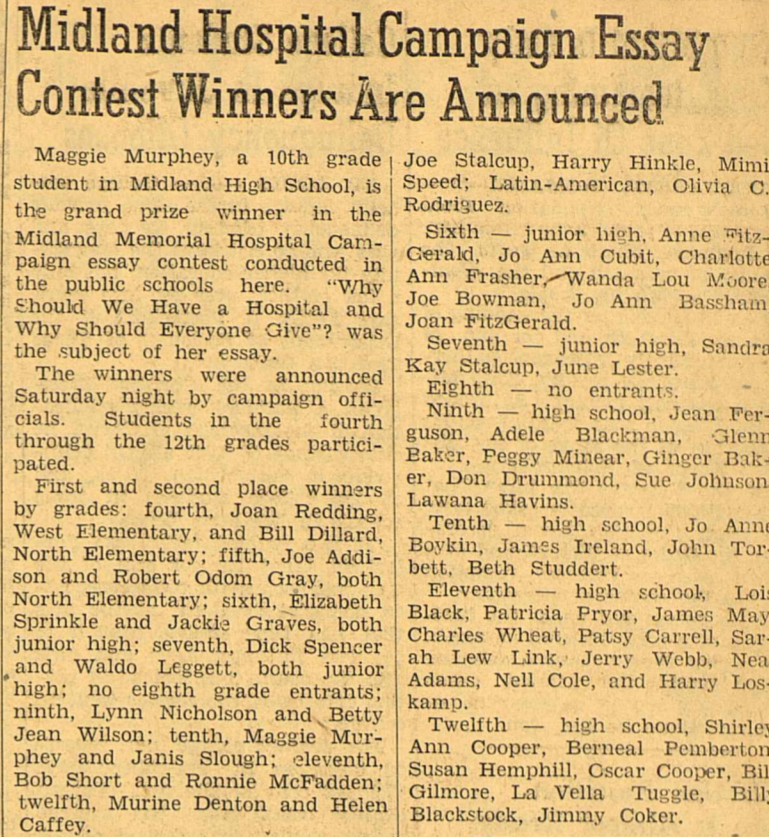 Midland Hospital Campaign Essay
Contest Winners Are Announced
Maggie Murphey, a 10th grade
student in Midland High School, is
the grand prize winner in the
Midland Memorial Hospital Cam-
paign essay contest conducted in
the public schools here. "Why
Should We Have a Hospital and
Why Should Everyone Give"? was
the subject of her essay.
The winners were announced
Saturday night by campaign offi-
cials. Students in the fourth
through the 12th grades partici-
pated.
First and second place winners
by grades: fourth, Joan Redding,
West Elementary, and Bill Dillard,
North Elementary; fifth, Joe Addi-
son and Robert Odom Gray, both
North Elementary; sixth, Elizabeth
Sprinkle and Jackie Graves, both
junior high; seventh, Dick Spencer
and Waldo Leggett, both junior
high; no eighth grade entrants;
ninth, Lynn Nicholson and Betty
Jean Wilson; tenth, Maggie Mur-
phey and Janis Slough; eleventh,
Bob Short and Ronnie McFadden;
twelfth, Murine Denton and Helen
Caffey.
Joe Stalcup, Harry Hinkle, Mimi
Speed; Latin-American, Olivia C.
Rodriguez.
Sixth — junior high, Anne Fitz-
Gerald, Jo Ann Cubit, Charlotte
Ann Frasher, Wanda Lou Moore
Joe Bowman, Jo Ann Bassham
Joan FitzGerald.
Seventh — junior high, Sandra
Kay Stalcup, June Lester.
Eighth — no entrants.
Ninth — high school, Jean Fer-
guson, Adele Blackman, Glenn
Baker, Peggy Minear, Ginger Bak-
er, Don Drummond, Sue Johnson
Lawana Havins.
Tenth — high school, Jo Anne
Boykin, James Ireland, John Tor-
bett, Beth Studdert.
Eleventh — high school, Lois
Black, Patricia Pryor, James May
Charles Wheat, Patsy Carrell, Sar-
ah Lew Link, Jerry Webb, Nea
Adams, Nell Cole, and Harry Los-
kamp.
Twelfth — high school, Shirley
Ann Cooper, Berneal Pemberton
Susan Hemphill, Oscar Cooper, Bil
Gilmore, La Vella Tuggle, Billy
Blackstock, Jimmy Coker.